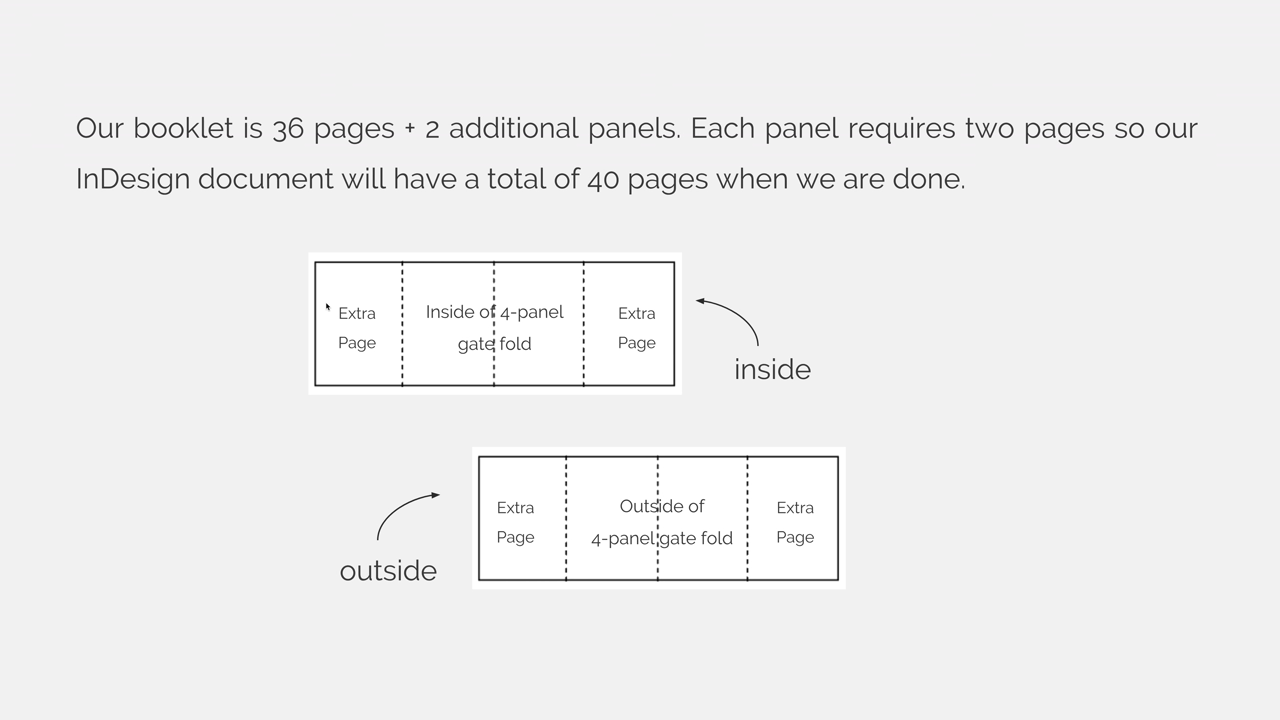 Our booklet is 36 pages + 2 additional panels. Each panel requires two pages so our
InDesign document will have a total of 40 pages when we are done.
Extra
Page
Inside of 4-panel
gate fold
Extra
Page
inside
outside
Extra
Page
Outside of
4-panel gate fold
Extra
Page